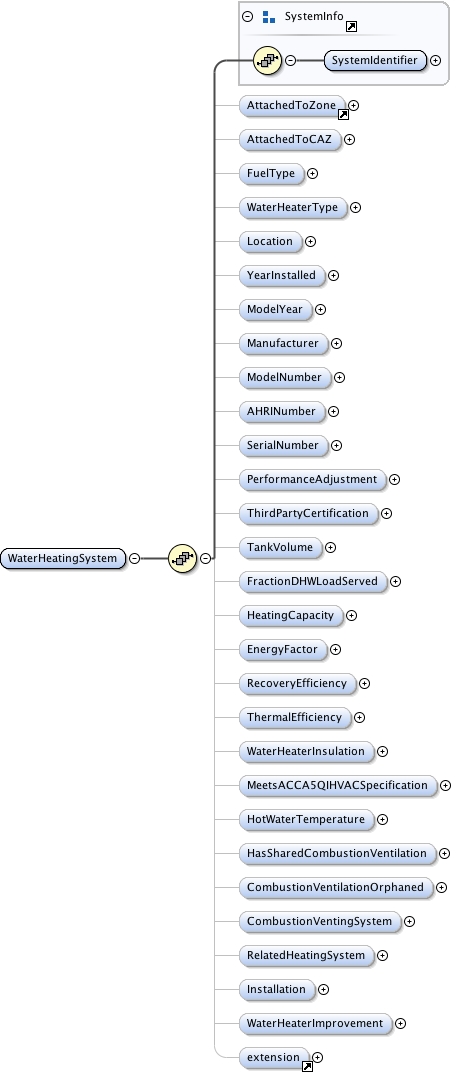 SystemInfo
SystemIdentifier
AttachedToZone
AttachedToCAZ
FuelType
WaterHeaterType
Location
YearInstalled
ModelYear
Manufacturer
ModelNumber
AHRINumber
SerialNumber
PerformanceAdjustment
ThirdPartyCertification
WaterHeatingSystem
TankVolume
FractionDHWLoadServed
HeatingCapacity
EnergyFactor
RecoveryEfficiency
ThermalEfficiency
WaterHeaterInsulation
MeetsACCA5QIHVACSpecification
HotWaterTemperature
HasSharedCombustionVentilation
CombustionVentilationOrphaned
CombustionVentingSystem
RelatedHeatingSystem
Installation
WaterHeaterImprovement
extension